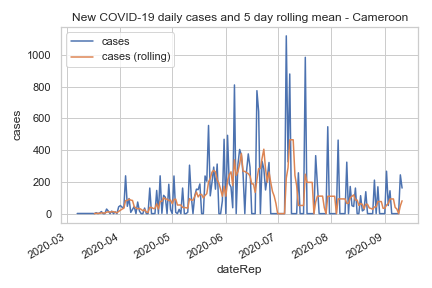 New COVID-19 daily cases and 5 day rolling mean - Cameroon
cases
cases (rolling)
1000
800
600
400
200
0
cases
2020-03
2020-04
2020-05
2020-06
2020-07
2020-08
2020-09
dateRep